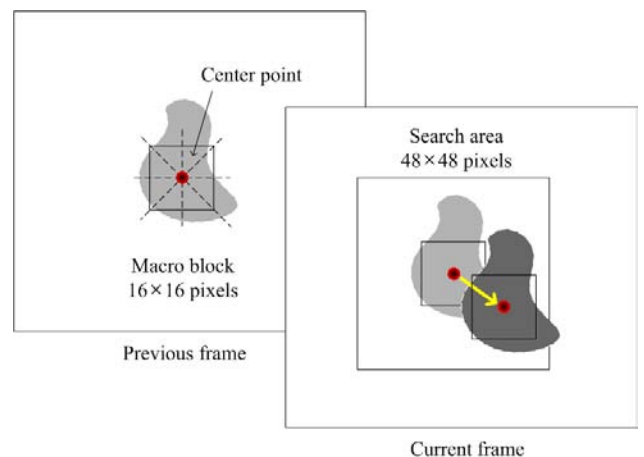 Center point
Macro block
16×16 pixels
Previous frame
Search area
48×48 pixels
Current frame